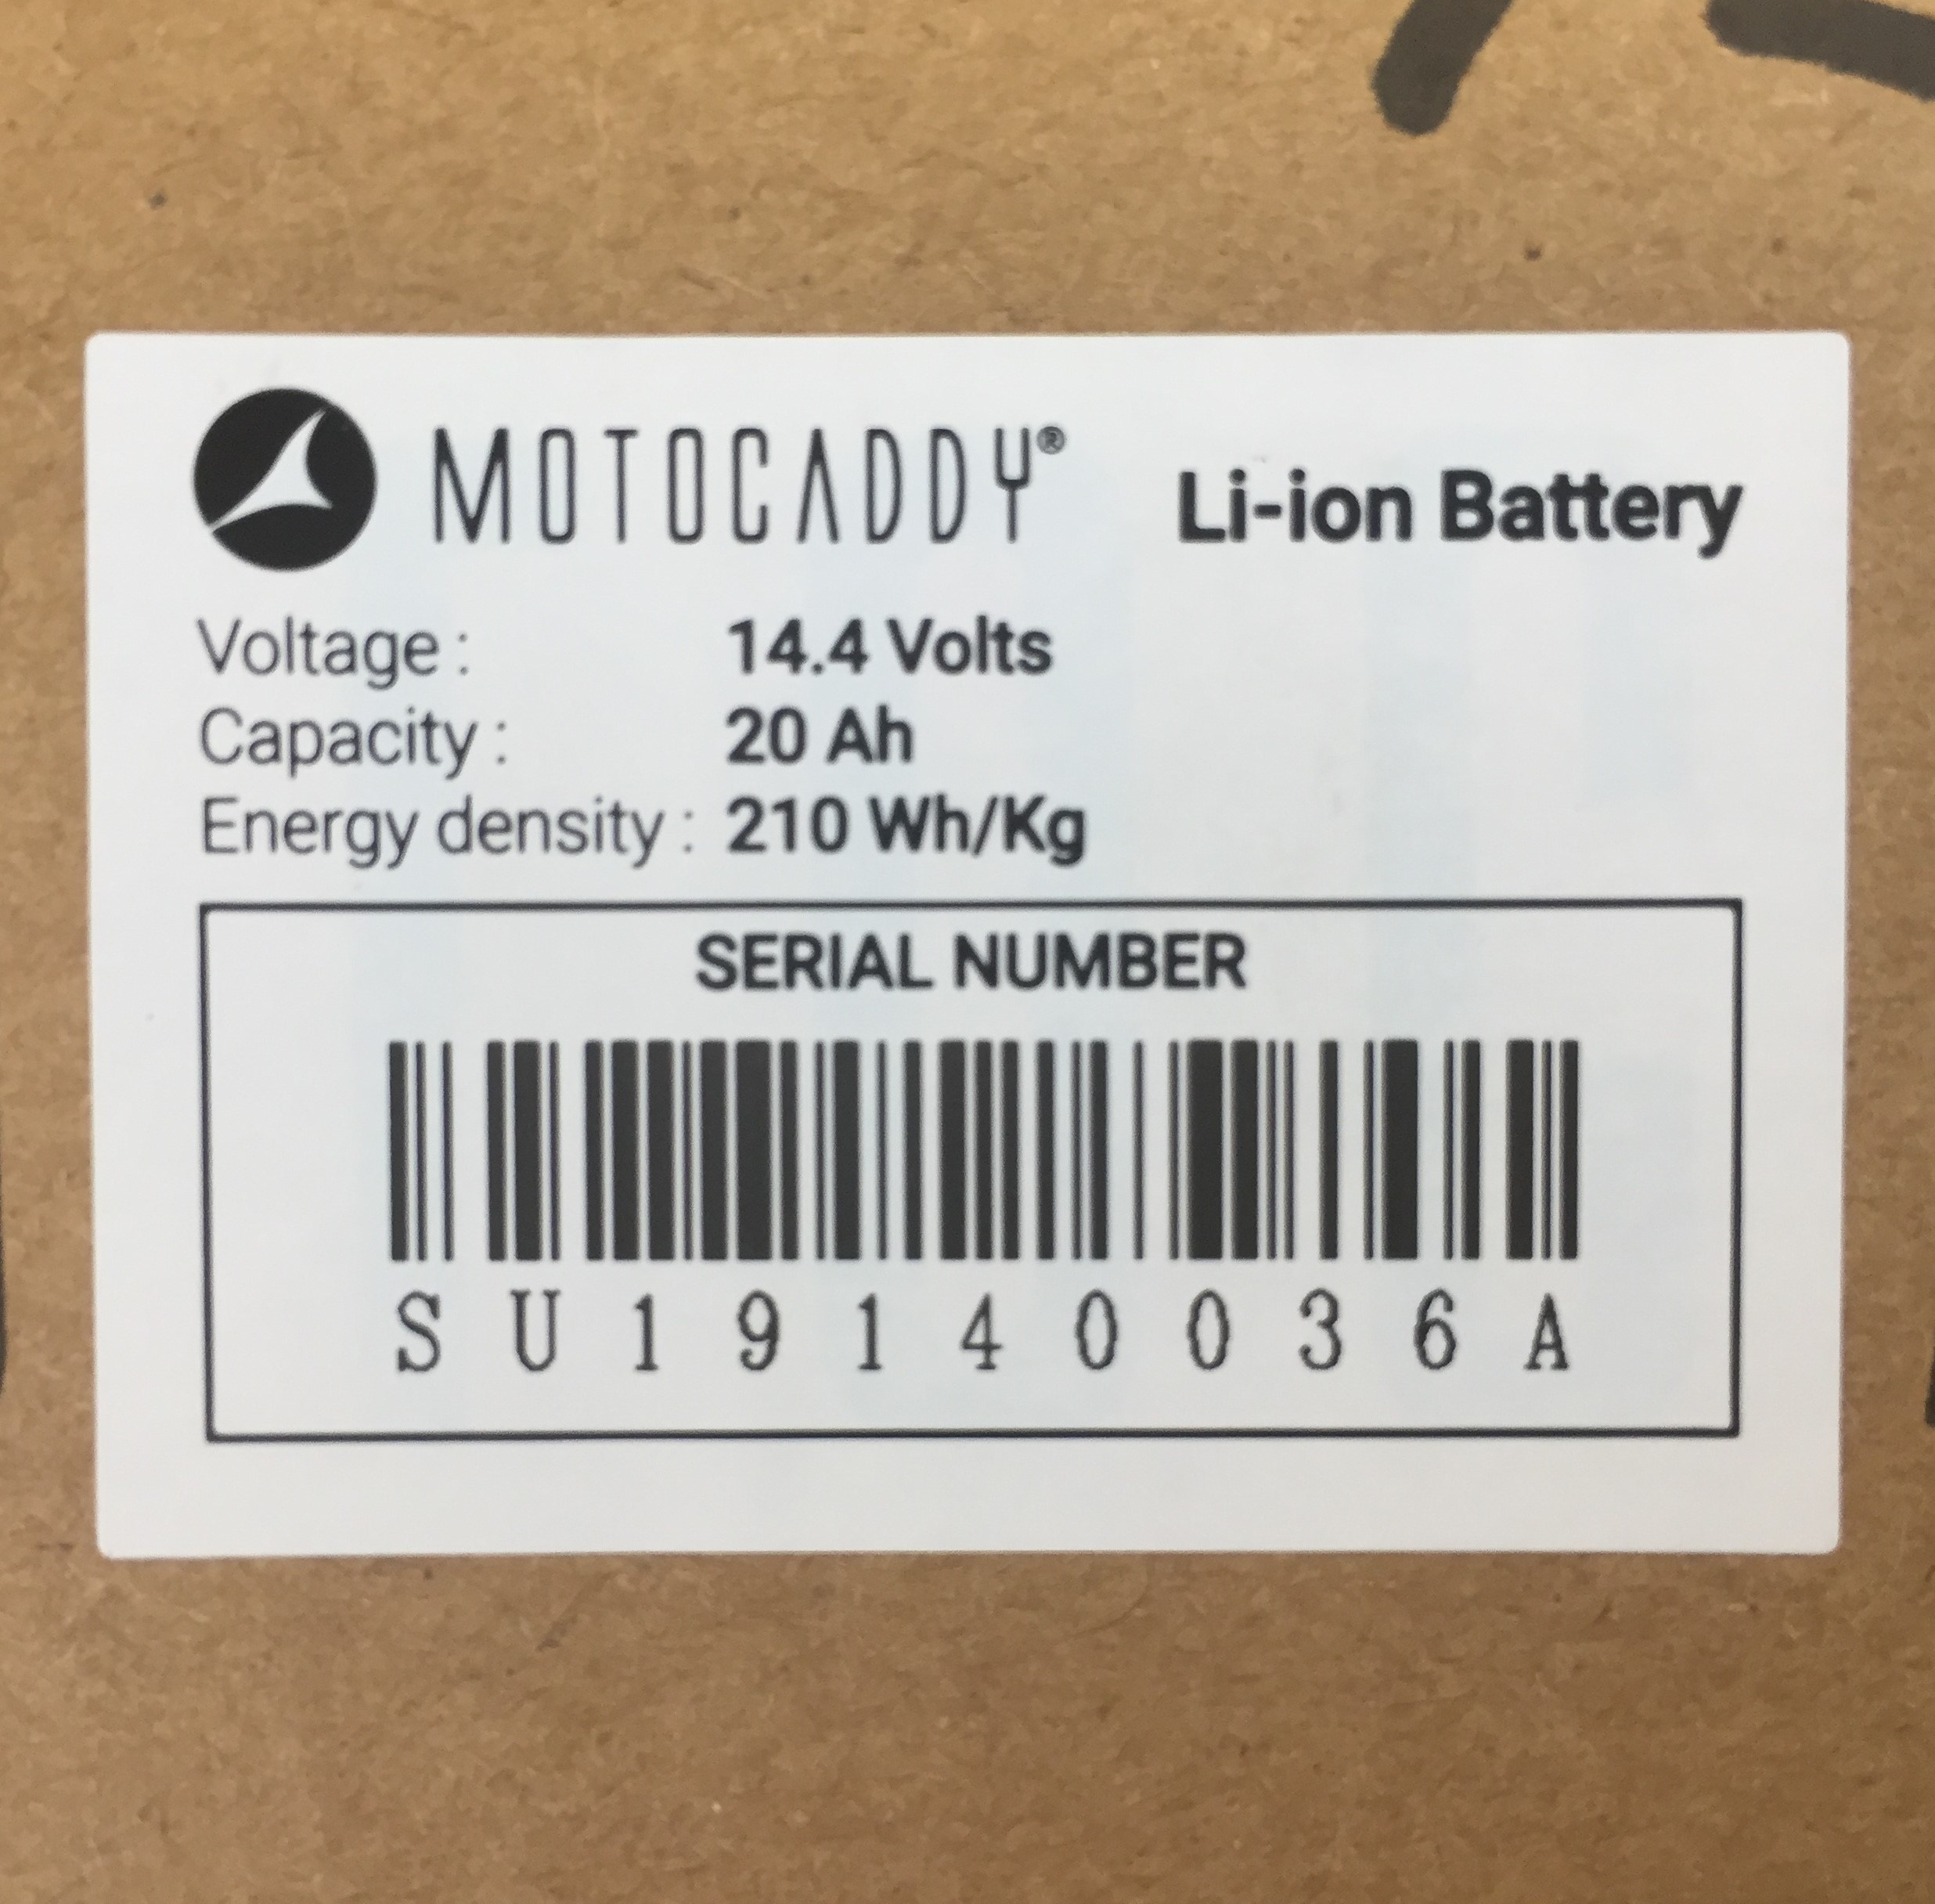 MOTOCADDY® Li-ion Battery
Voltage : 14.4 Volts
Capacity : 20 Ah
Energy density : 210 Wh/Kg
SERIAL NUMBER
SU19140036A